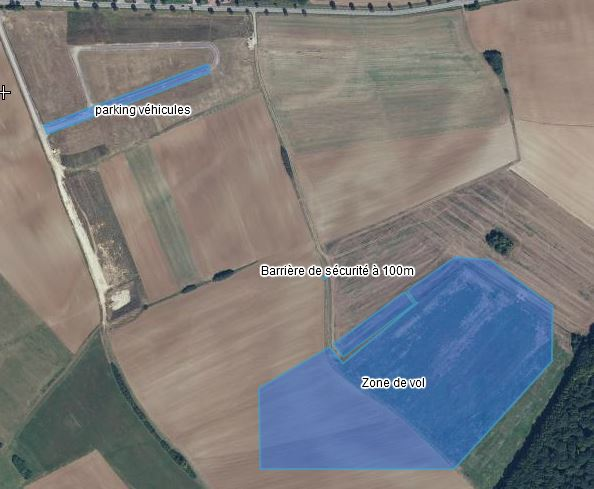 parking véhicules
Barrière de sécurité à 100m
Zone de vol